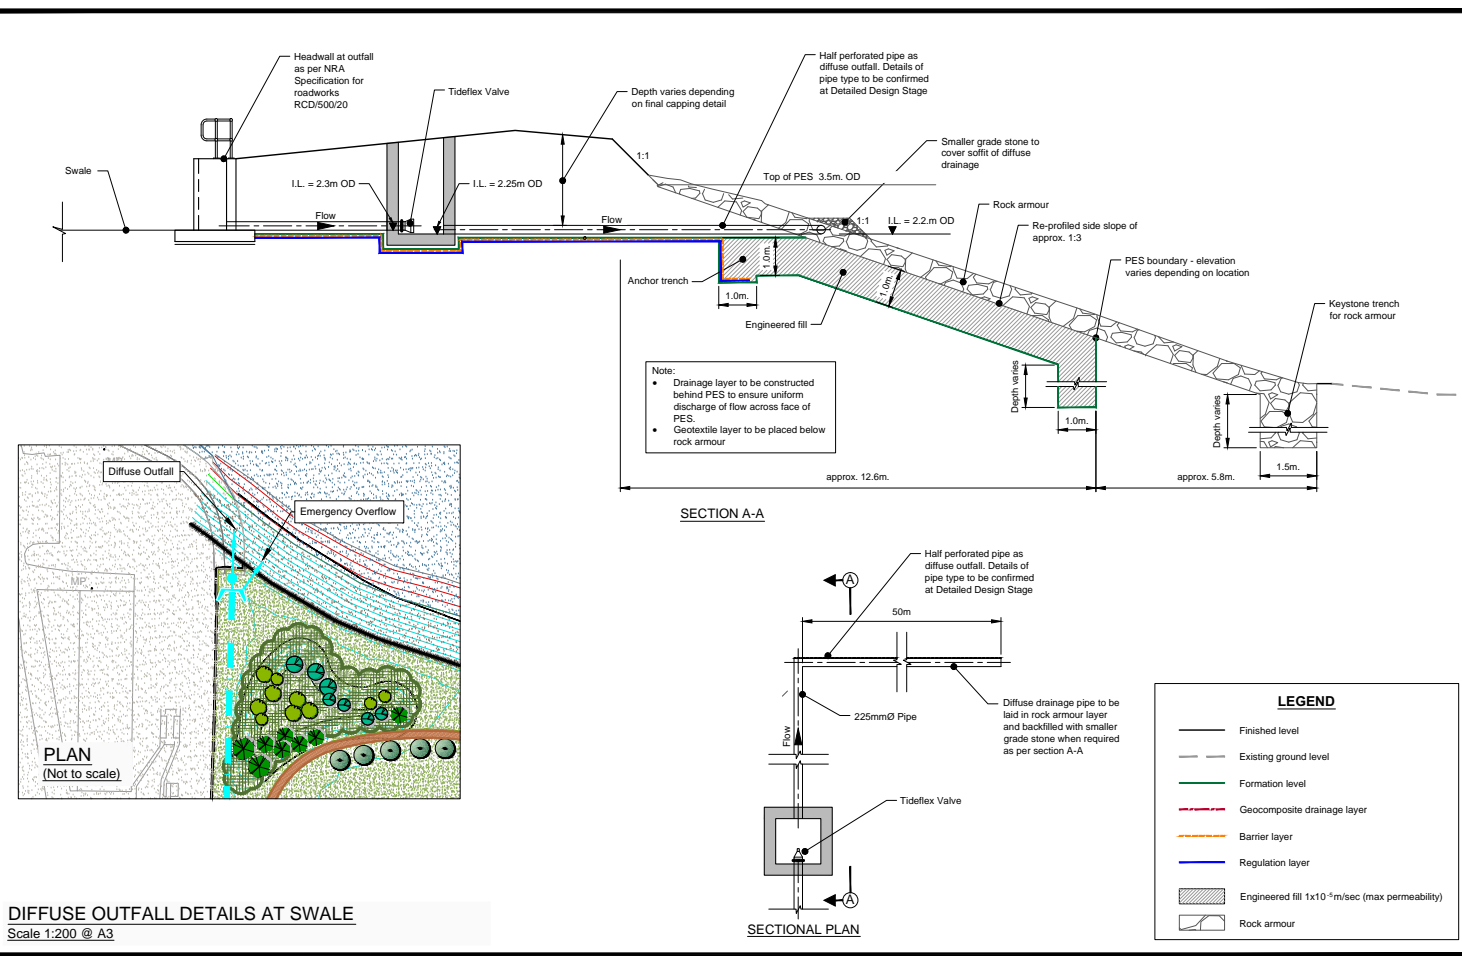 Headwall at outfall
as per NRA
Specification for
roadworks
RCD/500/20
Tideflex Valve
Depth varies depending
on final capping detail
Half perforated pipe as
diffuse outfall. Details of
pipe type to be confirmed
at Detailed Design Stage
Smaller grade stone to
cover soffit of diffuse
drainage
Swale
I.L. = 2.3m OD
I.L. = 2.25m OD
1:1
Top of PES 3.5m. OD
Flow
Flow
1:1
I.L. = 2.2.m OD
Rock armour
Re-profiled side slope of
approx. 1:3
PES boundary - elevation
varies depending on location
Keystone trench
for rock armour
Anchor trench
1.0m.
1.0m.
1.0m.
Engineered fill
Note:
• Drainage layer to be constructed
behind PES to ensure uniform
discharge of flow across face of
PES.
• Geotextile layer to be placed below
rock armour
Depth varies
1.0m.
Depth varies
1.5m.
approx. 12.6m.
approx. 5.8m.
SECTION A-A
Diffuse Outfall
Emergency Overflow
MP
PLAN
(Not to scale)
Half perforated pipe as
diffuse outfall. Details of
pipe type to be confirmed
at Detailed Design Stage
A
50m
225mmØ Pipe
Flow
Diffuse drainage pipe to be
laid in rock armour layer
and backfilled with smaller
grade stone when required
as per section A-A
Tideflex Valve
A
SECTIONAL PLAN
LEGEND
Finished level
Existing ground level
Formation level
Geocomposite drainage layer
Barrier layer
Regulation layer
Engineered fill 1x10⁻⁵m/sec (max permeability)
Rock armour
DIFFUSE OUTFALL DETAILS AT SWALE
Scale 1:200 @ A3